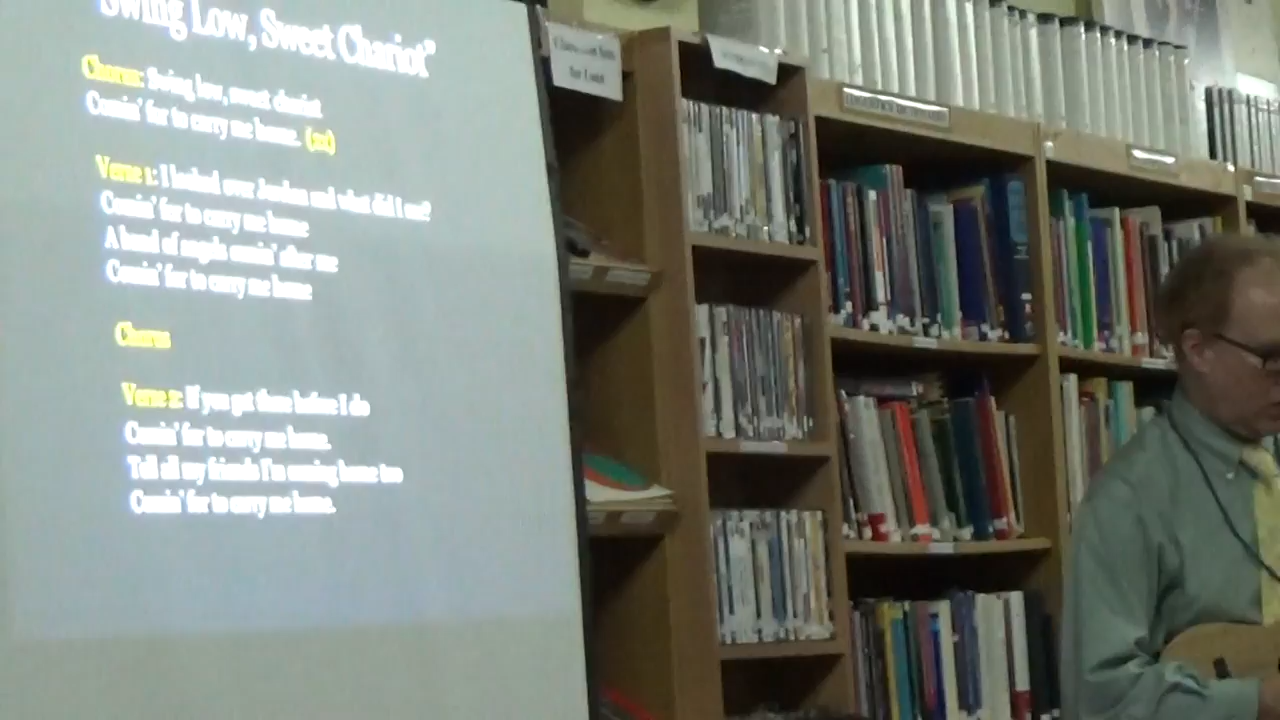 "Swing Low, Sweet Chariot"
Chorus: Swing low, sweet chariot
Comin' for to carry me home. (x2)
Verse 1: I looked over Jordan and what did I see?
Comin' for to carry me home
A band of angels comin' after me
Comin' for to carry me home
Chorus
Verse 2: If you get there before I do
Comin' for to carry me home.
Tell all my friends I'm coming home too
Comin' for to carry me home.